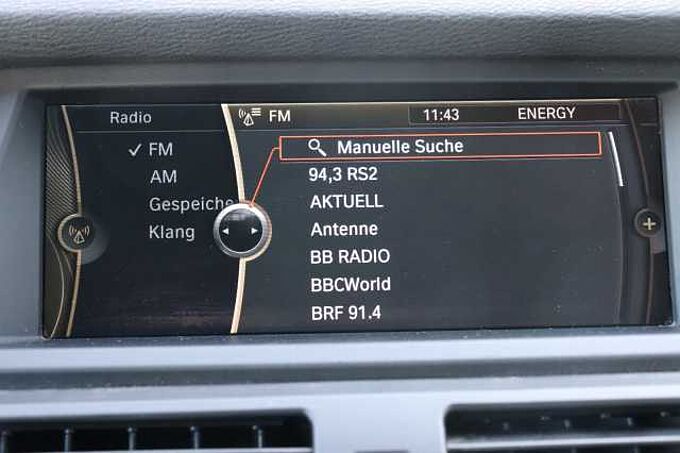 Radio
FM
AM
Gespeiche
Klang
FM 11:43 ENERGY
Manuelle Suche
94,3 RS2
AKTUELL
Antenne
BB RADIO
BBCWorld
BRF 91.4